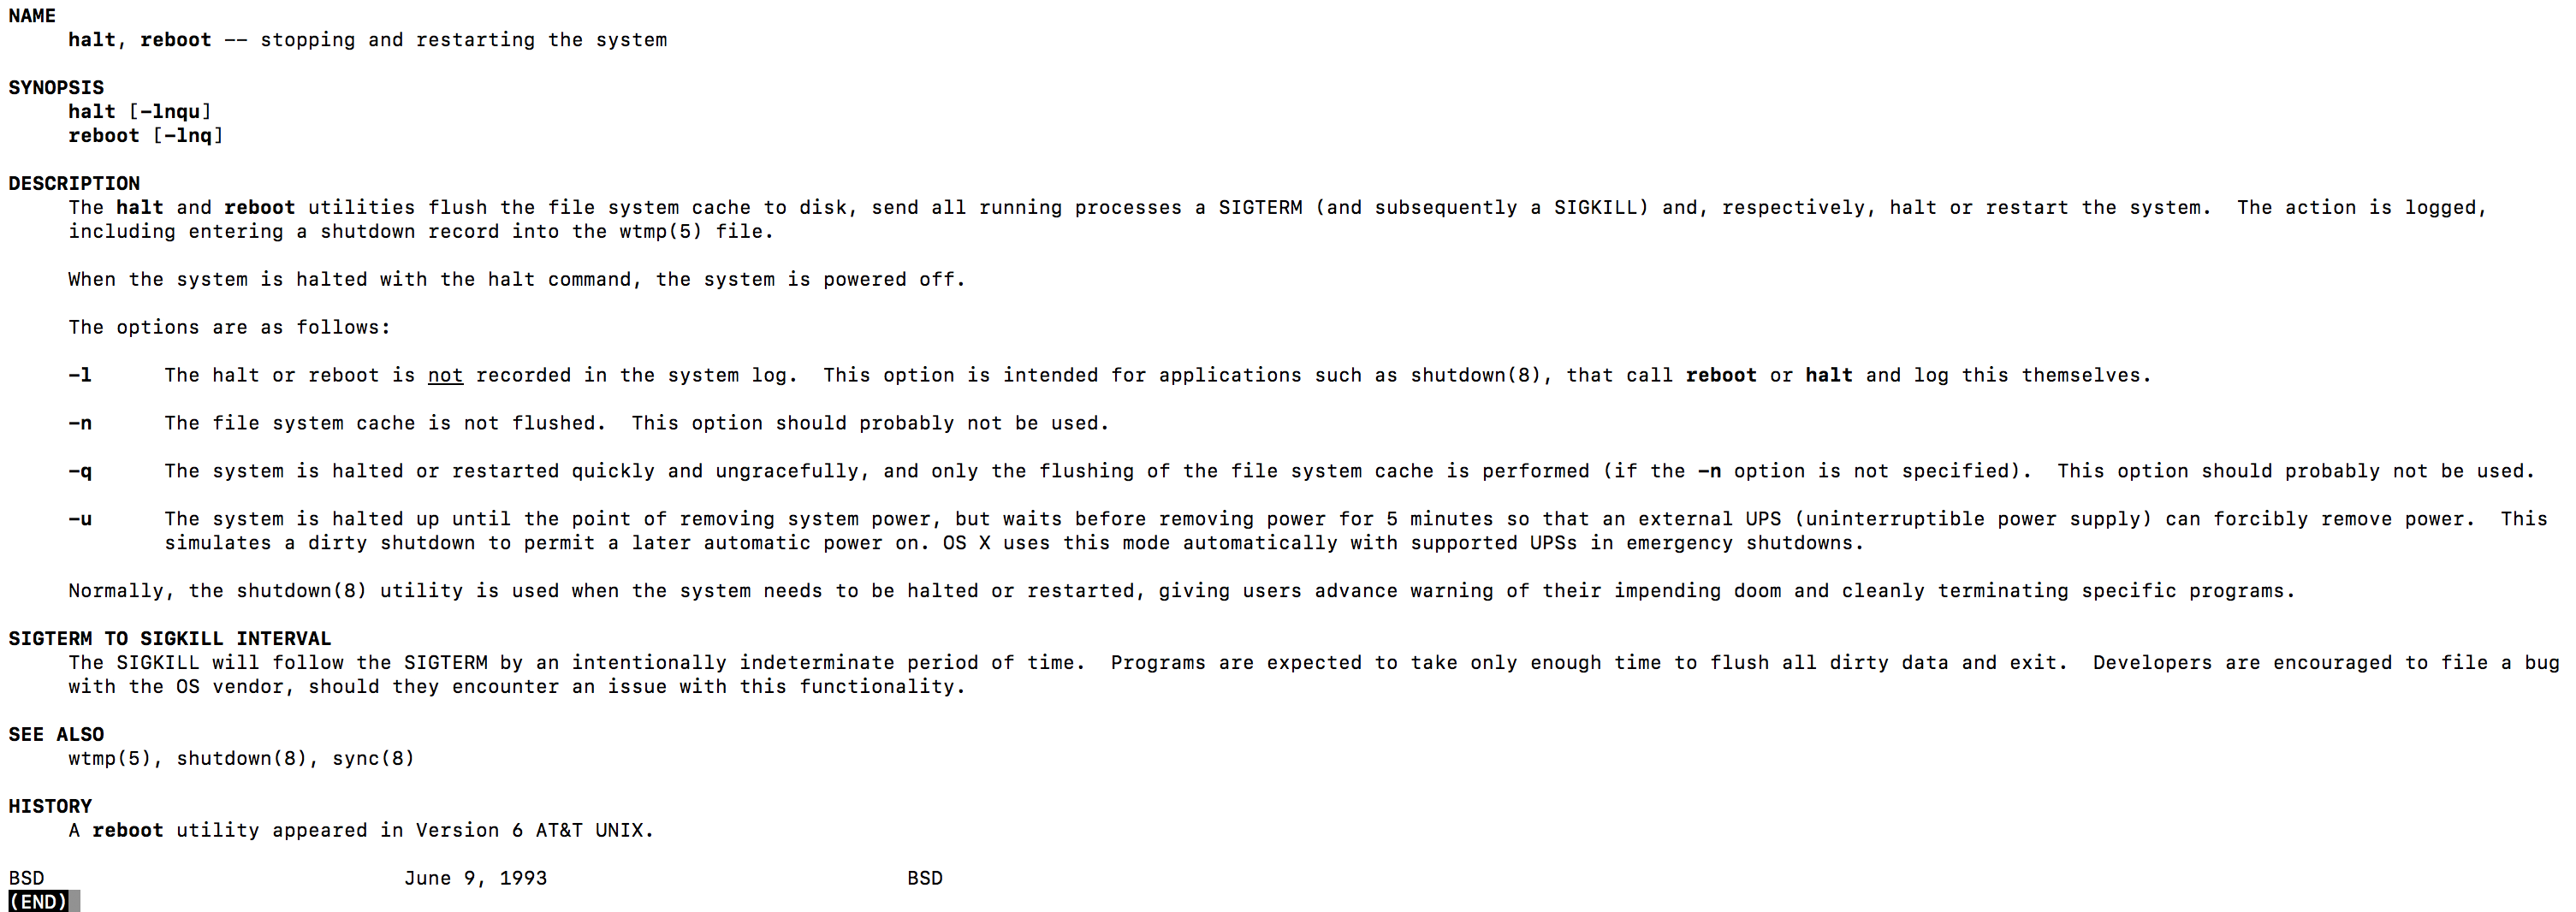 NAME
halt, reboot -- stopping and restarting the system
SYNOPSIS
halt [-lnqu]
reboot [-lnq]
DESCRIPTION
The halt and reboot utilities flush the file system cache to disk, send all running processes a SIGTERM (and subsequently a SIGKILL) and, respectively, halt or restart the system.  The action is logged,
including entering a shutdown record into the wtmp(5) file.
When the system is halted with the halt command, the system is powered off.
The options are as follows:
-l      The halt or reboot is not recorded in the system log.  This option is intended for applications such as shutdown(8), that call reboot or halt and log this themselves.
-n      The file system cache is not flushed.  This option should probably not be used.
-q      The system is halted or restarted quickly and ungracefully, and only the flushing of the file system cache is performed (if the -n option is not specified).  This option should probably not be used.
-u      The system is halted up until the point of removing system power, but waits before removing power for 5 minutes so that an external UPS (uninterruptible power supply) can forcibly remove power.  This
simulates a dirty shutdown to permit a later automatic power on. OS X uses this mode automatically with supported UPSs in emergency shutdowns.
Normally, the shutdown(8) utility is used when the system needs to be halted or restarted, giving users advance warning of their impending doom and cleanly terminating specific programs.
SIGTERM TO SIGKILL INTERVAL
The SIGKILL will follow the SIGTERM by an intentionally indeterminate period of time.  Programs are expected to take only enough time to flush all dirty data and exit.  Developers are encouraged to file a bug
with the OS vendor, should they encounter an issue with this functionality.
SEE ALSO
wtmp(5), shutdown(8), sync(8)
HISTORY
A reboot utility appeared in Version 6 AT&T UNIX.
BSD                              June 9, 1993                              BSD
(END)